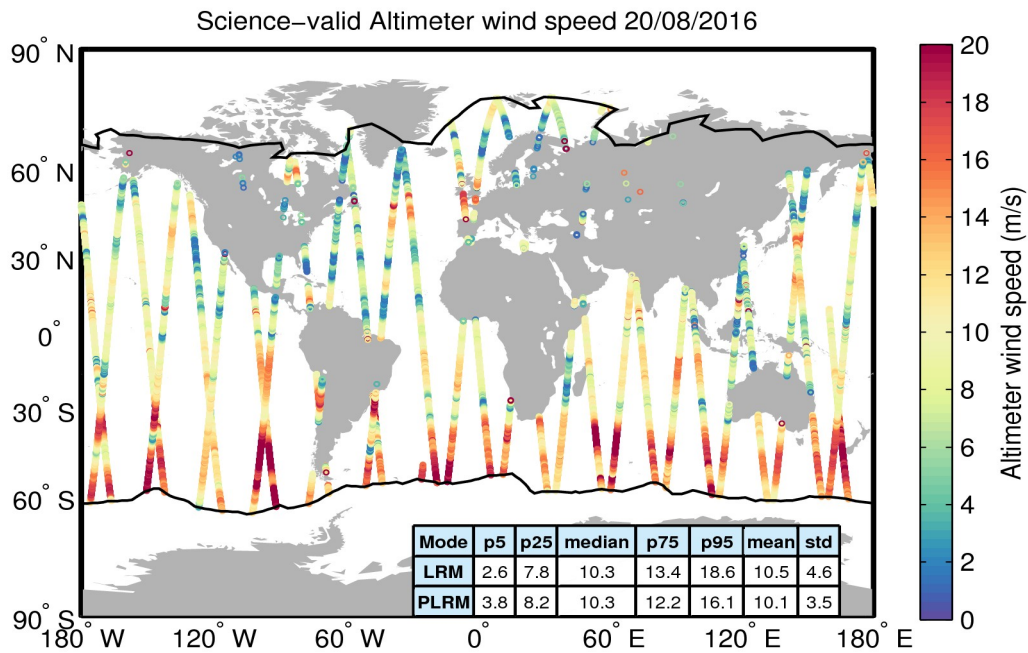 Science−valid Altimeter wind speed 20/08/2016
90° N
60° N
30° N
0°
30° S
60° S
90° S
180° W
120° W
60° W
0°
60° E
120° E
180° E
Mode p5 p25 median p75 p95 mean std
LRM 2.6 7.8 10.3 13.4 18.6 10.5 4.6
PLRM 3.8 8.2 10.3 12.2 16.1 10.1 3.5
20
18
16
14
12
10
8
6
4
2
0
Altimeter wind speed (m/s)